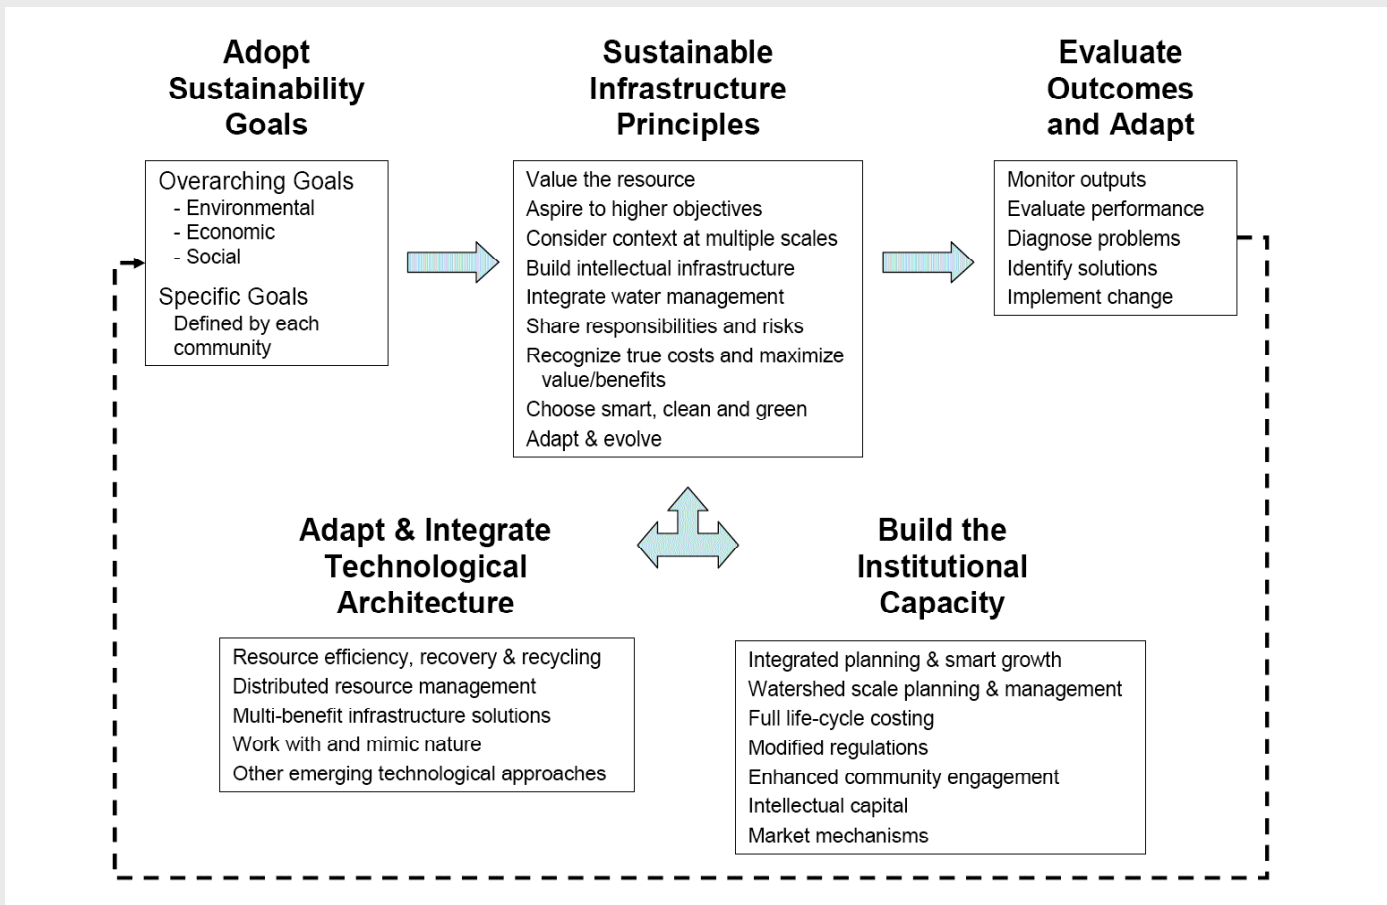 Adopt
Sustainability
Goals
Overarching Goals
- Environmental
- Economic
- Social
Specific Goals
Defined by each
community
Sustainable
Infrastructure
Principles
Value the resource
Aspire to higher objectives
Consider context at multiple scales
Build intellectual infrastructure
Integrate water management
Share responsibilities and risks
Recognize true costs and maximize
value/benefits
Choose smart, clean and green
Adapt & evolve
Evaluate
Outcomes
and Adapt
Monitor outputs
Evaluate performance
Diagnose problems
Identify solutions
Implement change
Adapt & Integrate
Technological
Architecture
Resource efficiency, recovery & recycling
Distributed resource management
Multi-benefit infrastructure solutions
Work with and mimic nature
Other emerging technological approaches
Build the
Institutional
Capacity
Integrated planning & smart growth
Watershed scale planning & management
Full life-cycle costing
Modified regulations
Enhanced community engagement
Intellectual capital
Market mechanisms